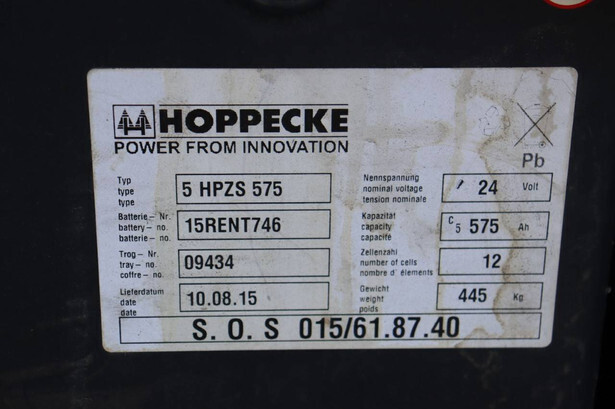 HOPPECKE
POWER FROM INNOVATION
Pb
Typ
type
type
5 HPZS 575
Nennspannung
nominal voltage
tension nominale
24 Volt
Batterie- Nr.
battery- no.
batterie- no.
15RENT746
Kapazität
capacity
capacité
C5 575 Ah
Trog- Nr.
tray- no.
coffre- no.
09434
Zellenzahl
number of cells
nombre d' éléments
12
Lieferdatum
date
date
10.08.15
Gewicht
weight
poids
445 Kg
S. O. S 015/61.87.40